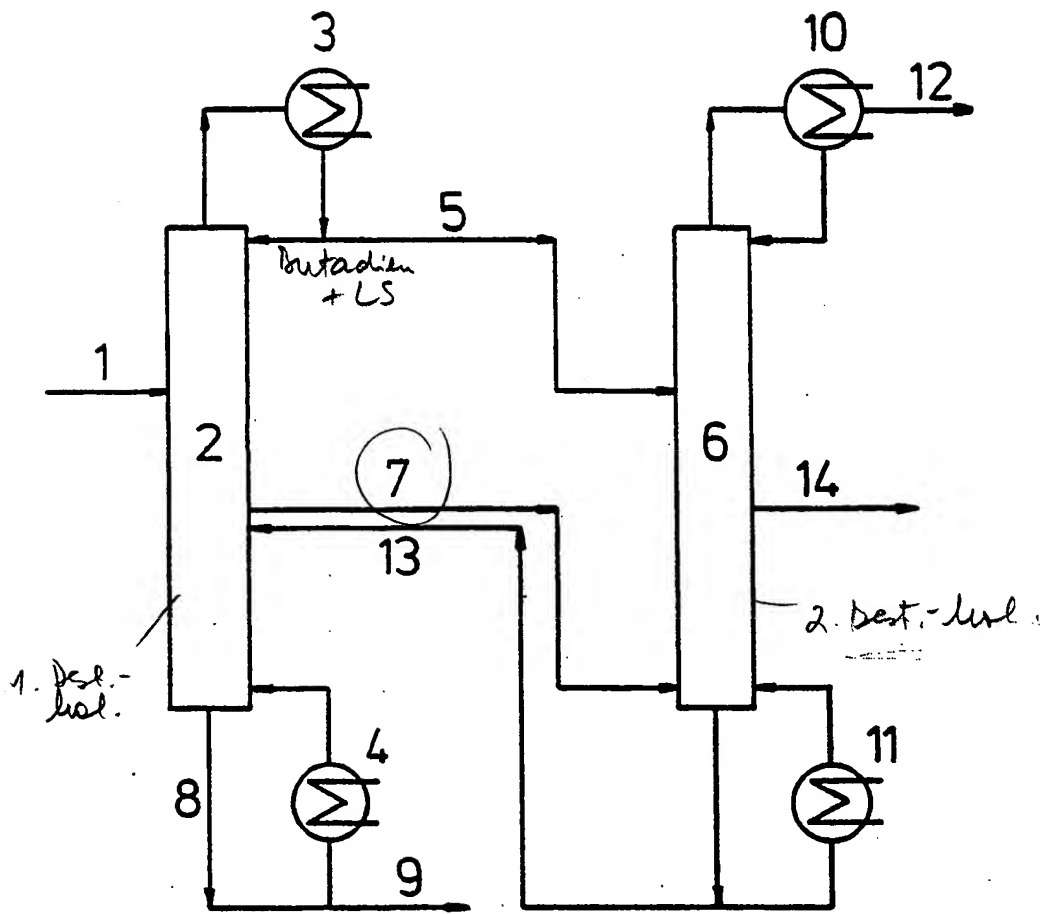 3
10
12
5
Butadien
+ LS
1
2
6
7
14
13
2. Dest.-kol.
1. Dest.-
kol.
4
11
8
9